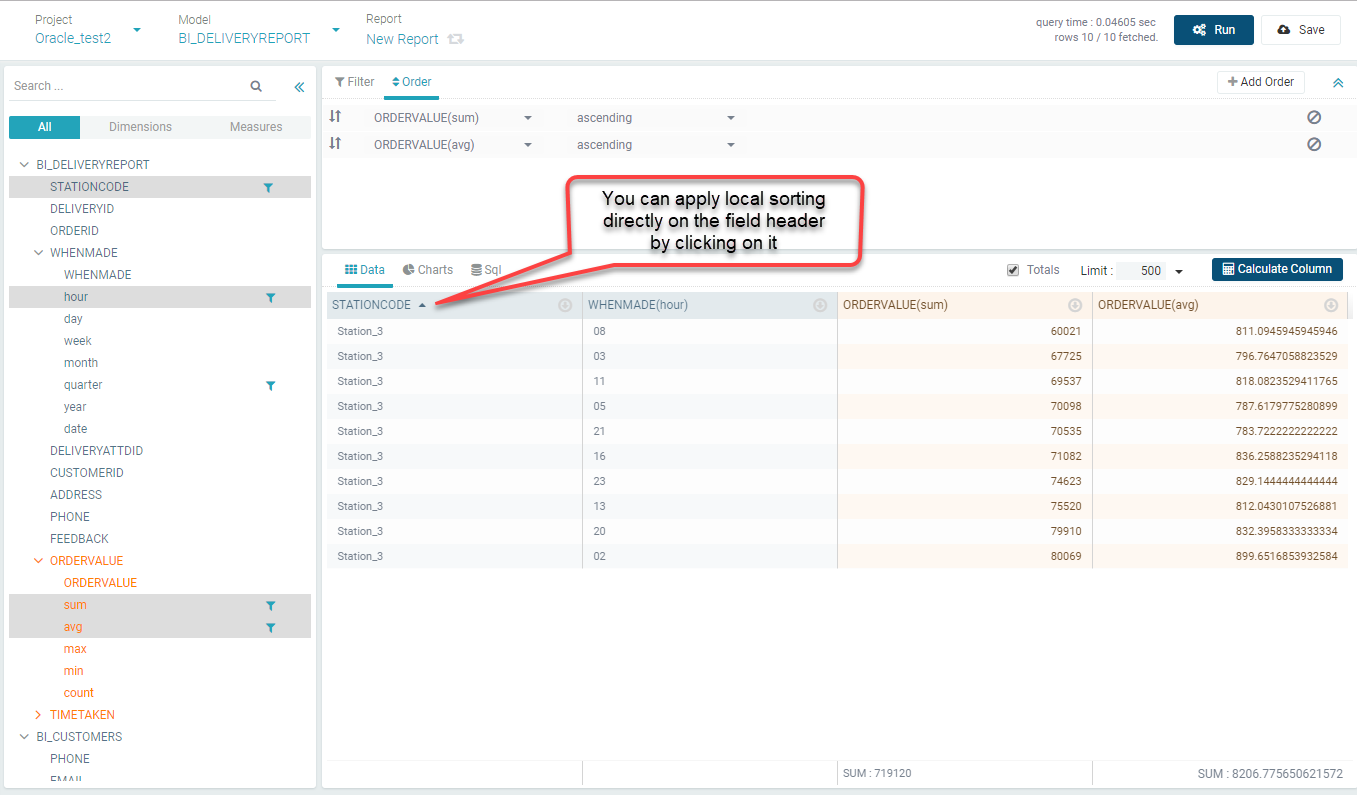 Project
Oracle_test2
Model
BI_DELIVERYREPORT
Report
New Report
query time : 0.04605 sec
rows 10 / 10 fetched.
Run
Save
Search ...
All Dimensions Measures
BI_DELIVERYREPORT
STATIONCODE
DELIVERYID
ORDERID
WHENMADE
WHENMADE
hour
day
week
month
quarter
year
date
DELIVERYATTDID
CUSTOMERID
ADDRESS
PHONE
FEEDBACK
ORDERVALUE
ORDERVALUE
sum
avg
max
min
count
TIMETAKEN
BI_CUSTOMERS
PHONE
EMAIL
Filter Order Add Order
ORDERVALUE(sum) ascending
ORDERVALUE(avg) ascending
You can apply local sorting
directly on the field header
by clicking on it
Data Charts Sql Totals Limit : 500 Calculate Column
STATIONCODE WHENMADE(hour) ORDERVALUE(sum) ORDERVALUE(avg)
Station_3 08 60021 811.0945945945946
Station_3 03 67725 796.7647058823529
Station_3 11 69537 818.0823529411765
Station_3 05 70098 787.6179775280899
Station_3 21 70535 783.7222222222222
Station_3 16 71082 836.2588235294118
Station_3 23 74623 829.1444444444444
Station_3 13 75520 812.0430107526881
Station_3 20 79910 832.3958333333334
Station_3 02 80069 899.6516853932584
SUM : 719120 SUM : 8206.775650621572